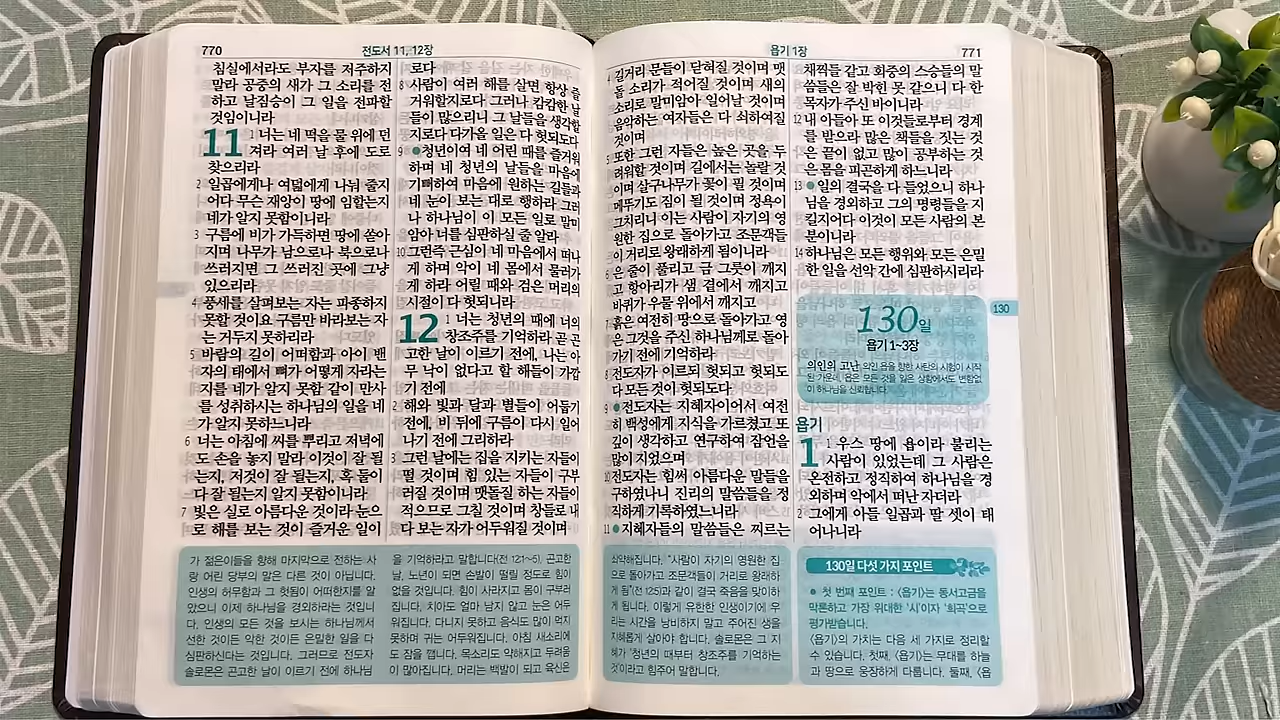 770
전도서 11, 12장
침실에서라도 부자를 저주하지
말라 공중의 새가 그 소리를 전
하고 날짐승이 그 일을 전파할
것임이니라
11 1 너는 네 떡을 물 위에 던
져라 여러 날 후에 도로
찾으리라
2 일곱에게나 여덟에게 나눠 줄지
어다 무슨 재앙이 땅에 임할는지
네가 알지 못함이니라
3 구름에 비가 가득하면 땅에 쏟아
지며 나무가 남으로나 북으로나
쓰러지면 그 쓰러진 곳에 그냥
있으리라
4 풍세를 살펴보는 자는 파종하지
못할 것이요 구름만 바라보는 자
는 거두지 못하리라
5 바람의 길이 어떠함과 아이 밴
자의 태에서 뼈가 어떻게 자라는
지를 네가 알지 못함 같이 만사
를 성취하시는 하나님의 일을 네
가 알지 못하느니라
6 너는 아침에 씨를 뿌리고 저녁에
도 손을 놓지 말라 이것이 잘 될
는지, 저것이 잘 될는지, 혹 둘이
다 잘 될는지 알지 못함이니라
7 빛은 실로 아름다운 것이라 눈으
로 해를 보는 것이 즐거운 일이
로다
8 사람이 여러 해를 살면 항상 즐
거워할지로다 그러나 캄캄한 날
들이 많으리니 그 날들을 생각할
지로다 다가올 일은 다 헛되도다
9 ●청년이여 네 어린 때를 즐거워
하며 네 청년의 날들을 마음에
기뻐하여 마음에 원하는 길들과
네 눈이 보는 대로 행하라 그러
나 하나님이 이 모든 일로 말미
암아 너를 심판하실 줄 알라
10 그런즉 근심이 네 마음에서 떠나
게 하며 악이 네 몸에서 물러가
게 하라 어릴 때와 검은 머리의
시절이 다 헛되니라
12 1 너는 청년의 때에 너의
창조주를 기억하라 곧 곤
고한 날이 이르기 전에, 나는 아
무 낙이 없다고 할 해들이 가깝
기 전에
2 해와 빛과 달과 별들이 어둡기
전에, 비 뒤에 구름이 다시 일어
나기 전에 그리하라
3 그런 날에는 집을 지키는 자들이
떨 것이며 힘 있는 자들이 구부
러질 것이며 맷돌질 하는 자들이
적으므로 그칠 것이며 창들로 내
다 보는 자가 어두워질 것이며
가 젊은이들을 향해 마지막으로 전하는 사
랑 어린 당부의 말은 다른 것이 아닙니다.
인생의 허무함과 그 헛됨이 어떠한지를 알
았으니 이제 하나님을 경외하라는 것입니
다. 인생의 모든 것을 보시는 하나님께서
선한 것이든 악한 것이든 은밀한 일을 다
심판하신다는 것입니다. 그러므로 전도자
솔로몬은 곤고한 날이 이르기 전에 하나님
을 기억하라고 말합니다(전 12:1~5). 곤고한
날, 노년이 되면 손발이 떨릴 정도로 힘이
없을 것입니다. 힘이 사라지고 몸이 구부러
집니다. 치아도 얼마 남지 않고 눈은 어두
워집니다. 다니지 못하고 음식도 많이 먹지
못하며 귀는 어두워집니다. 아침 새소리에
도 잠을 깹니다. 목소리도 약해지고 두려움
이 많아집니다. 머리는 백발이 되고 육신은
욥기 1장
771
4 길거리 문들이 닫혀질 것이며 맷
돌 소리가 적어질 것이며 새의
소리로 말미암아 일어날 것이며
음악하는 여자들은 다 쇠하여질
것이며
5 또한 그런 자들은 높은 곳을 두
려워할 것이며 길에서는 놀랄 것
이며 살구나무가 꽃이 필 것이며
메뚜기도 짐이 될 것이며 정욕이
그치리니 이는 사람이 자기의 영
원한 집으로 돌아가고 조문객들
이 거리로 왕래하게 됨이니라
6 은 줄이 풀리고 금 그릇이 깨지
고 항아리가 샘 곁에서 깨지고
바퀴가 우물 위에서 깨지고
7 흙은 여전히 땅으로 돌아가고 영
은 그것을 주신 하나님께로 돌아
가기 전에 기억하라
8 전도자가 이르되 헛되고 헛되도
다 모든 것이 헛되도다
9 ●전도자는 지혜자이어서 여전
히 백성에게 지식을 가르쳤고 또
깊이 생각하고 연구하여 잠언을
많이 지었으며
10 전도자는 힘써 아름다운 말들을
구하였나니 진리의 말씀들을 정
직하게 기록하였느니라
11 ●지혜자들의 말씀들은 찌르는
채찍들 같고 회중의 스승들의 말
씀들은 잘 박힌 못 같으니 다 한
목자가 주신 바이니라
12 내 아들아 또 이것들로부터 경계
를 받으라 많은 책들을 짓는 것
은 끝이 없고 많이 공부하는 것
은 몸을 피곤하게 하느니라
13 ●일의 결국을 다 들었으니 하나
님을 경외하고 그의 명령들을 지
킬지어다 이것이 모든 사람의 본
분이니라
14 하나님은 모든 행위와 모든 은밀
한 일을 선악 간에 심판하시리라
130일
욥기 1~3장
의인의 고난 의인 욥을 향한 사탄의 시험이 시작
된 가운데, 욥은 모든 것을 잃은 상황에서도 변함없
이 하나님을 신뢰합니다.
130
욥기
1 1 우스 땅에 욥이라 불리는
사람이 있었는데 그 사람은
온전하고 정직하여 하나님을 경
외하며 악에서 떠난 자더라
2 그에게 아들 일곱과 딸 셋이 태
어나니라
쇠약해집니다. "사람이 자기의 영원한 집
으로 돌아가고 조문객들이 거리로 왕래하
게 됨"(전 12:5)과 같이 결국 죽음을 맞이하
게 됩니다. 이렇게 유한한 인생이기에 우
리는 시간을 낭비하지 말고 주어진 생을
지혜롭게 살아야 합니다. 솔로몬은 그 지
혜가 '청년의 때부터 창조주를 기억하는
것'이라고 힘주어 말합니다.
130일 다섯 가지 포인트
● 첫 번째 포인트 : 〈욥기〉는 동서고금을
막론하고 가장 위대한 '시'이자 '희곡'으로
평가받습니다.
〈욥기〉의 가치는 다음 세 가지로 정리할
수 있습니다. 첫째, 〈욥기〉는 무대를 하늘
과 땅으로 웅장하게 다룹니다. 둘째, 〈욥